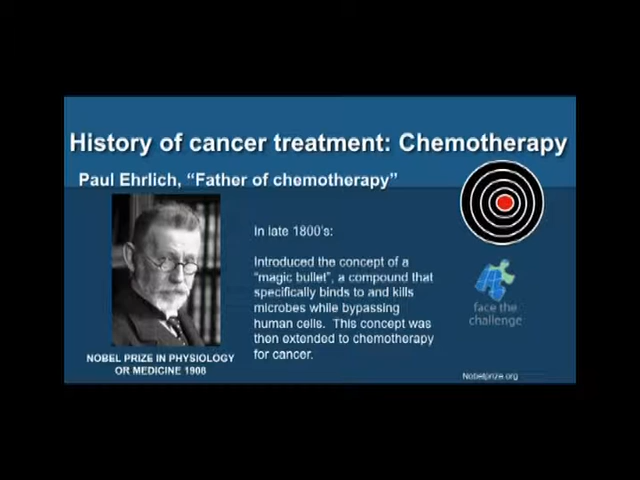 History of cancer treatment: Chemotherapy
Paul Ehrlich, “Father of chemotherapy”
In late 1800’s:
Introduced the concept of a
“magic bullet”, a compound that
specifically binds to and kills
microbes while bypassing
human cells. This concept was
then extended to chemotherapy
for cancer.
face the
challenge
NOBEL PRIZE IN PHYSIOLOGY
OR MEDICINE 1908
Nobelprize.org